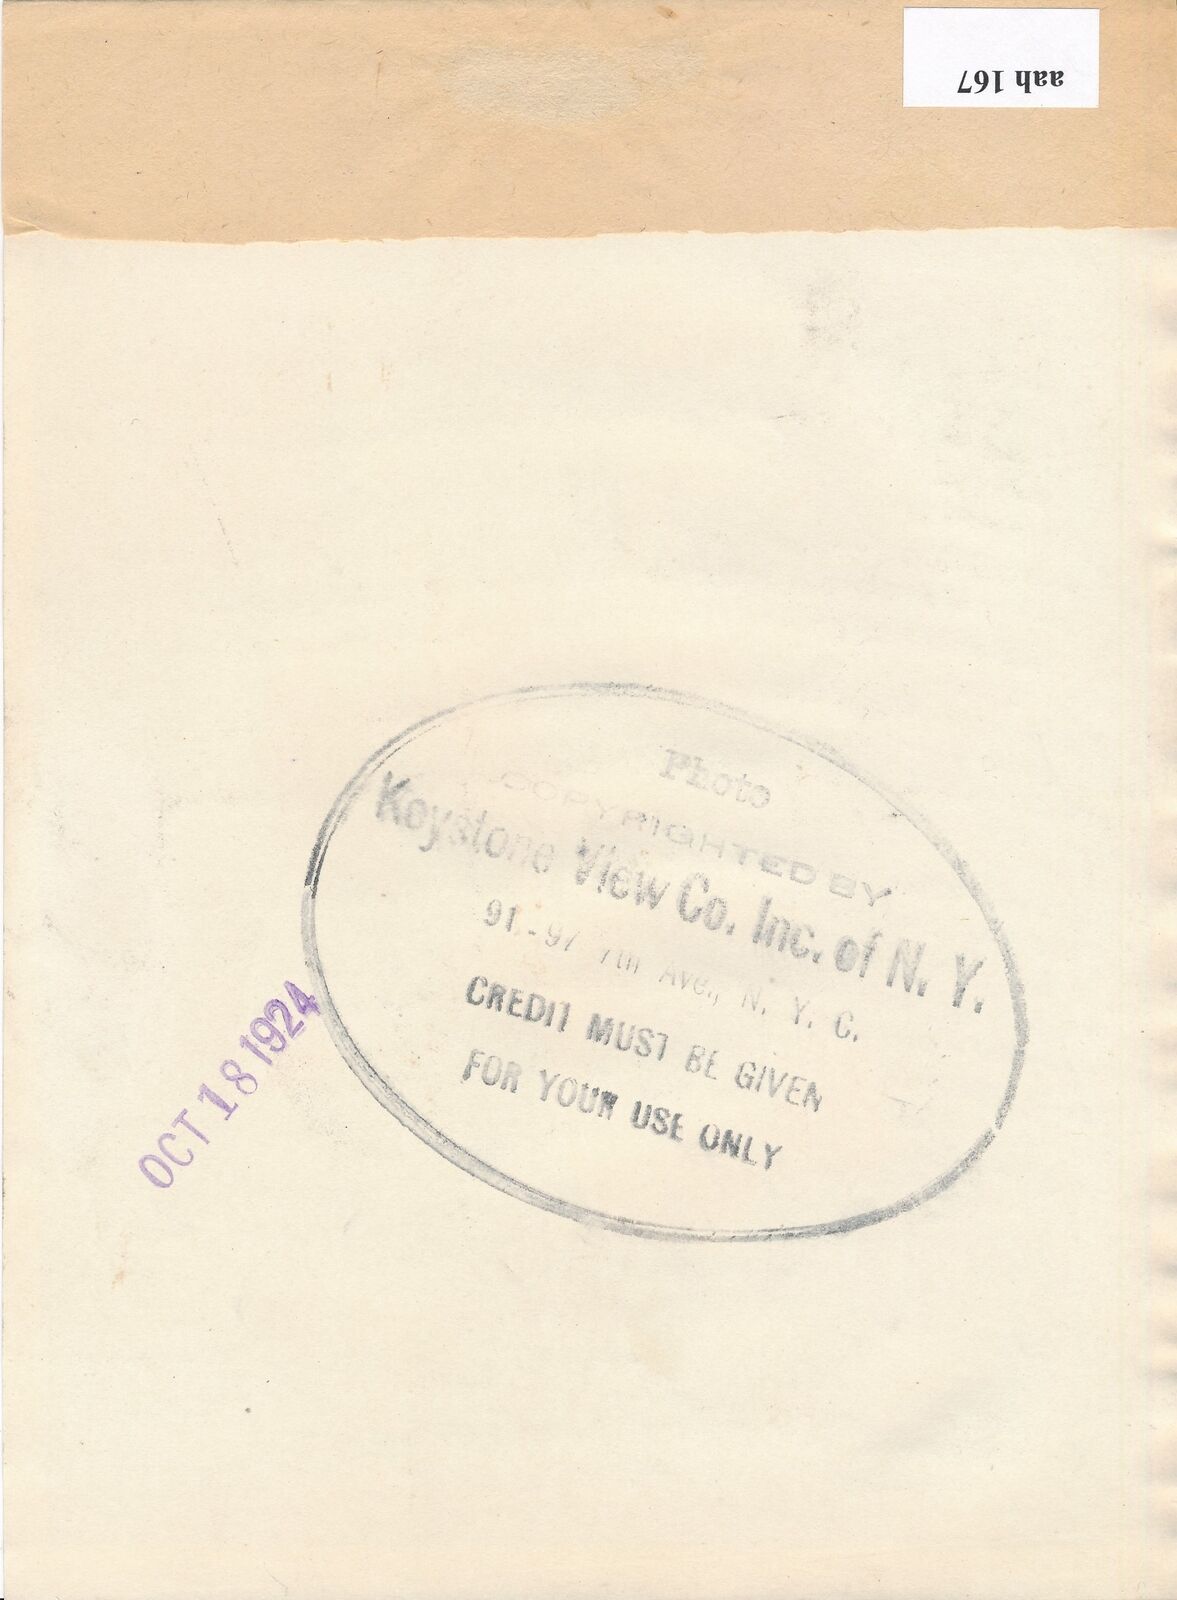 aah 167
Photo
COPYRIGHTED BY
Keystone View Co. Inc. of N. Y.
91-97 7th Ave., N. Y. C.
CREDIT MUST BE GIVEN
FOR YOUR USE ONLY
OCT 18 1924